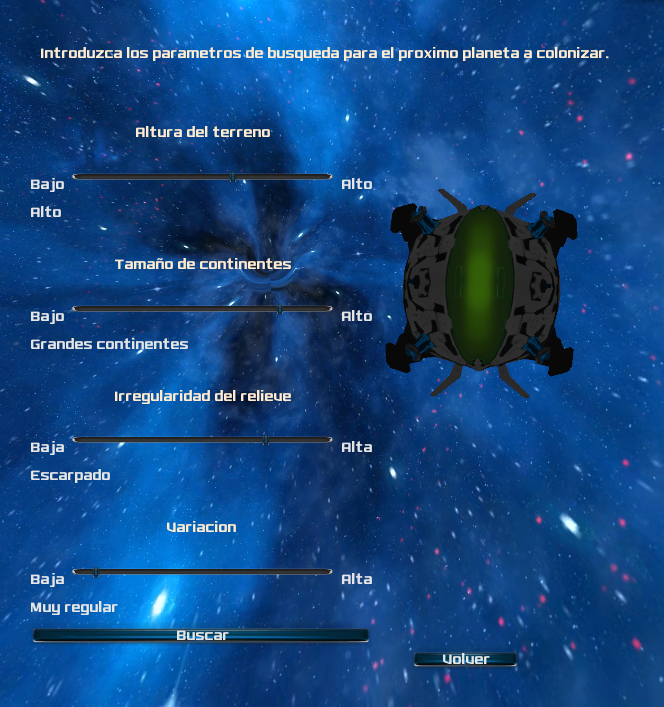 Introduzca los parametros de busqueda para el proximo planeta a colonizar.
Altura del terreno
Bajo Alto
Alto
Tamaño de continentes
Bajo Alto
Grandes continentes
Irregularidad del relieve
Baja Alta
Escarpado
Variacion
Baja Alta
Muy regular
Buscar
Volver